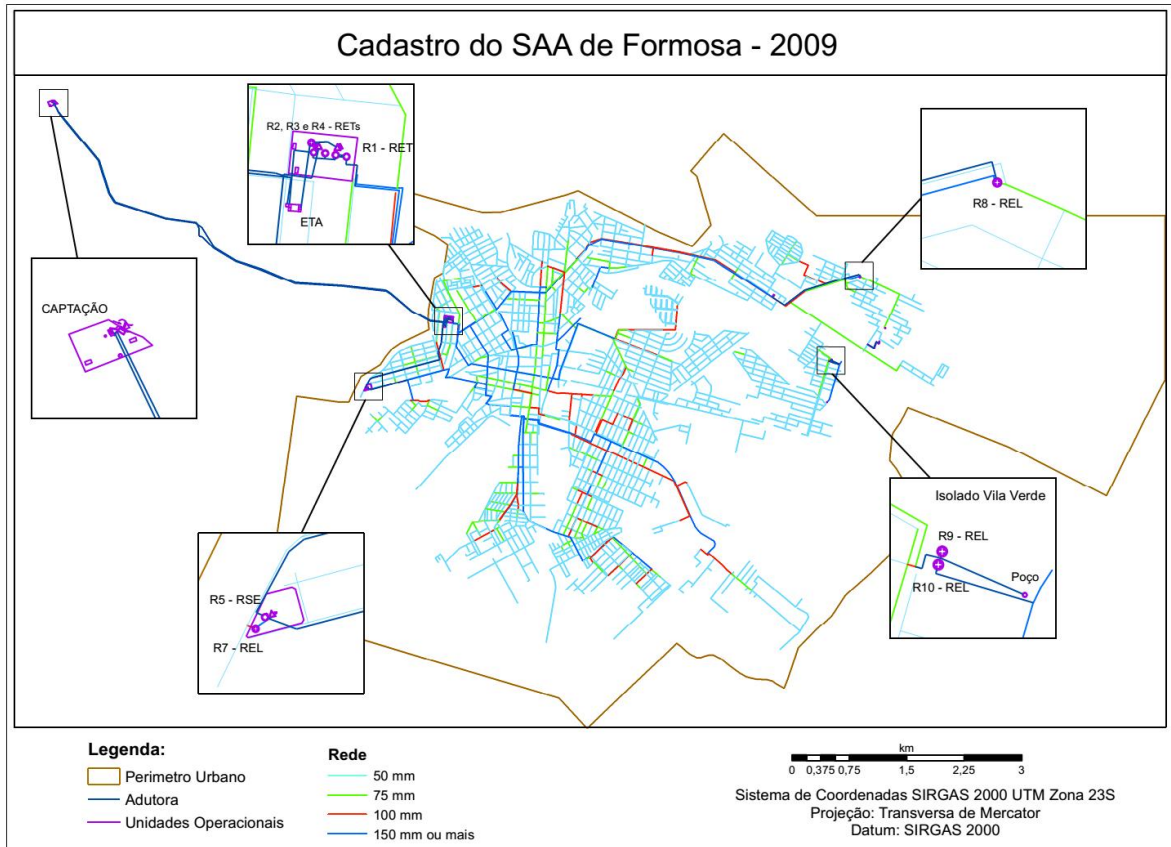 Cadastro do SAA de Formosa - 2009
R2, R3 e R4 - RETs
R1 - RET
ETA
R8 - REL
CAPTAÇÃO
Isolado Vila Verde
R9 - REL
R10 - REL
Poço
R5 - RSE
R7 - REL
Legenda:
Perimetro Urbano
Adutora
Unidades Operacionais
Rede
50 mm
75 mm
100 mm
150 mm ou mais
km
0 0,375 0,75 1,5 2,25 3
Sistema de Coordenadas SIRGAS 2000 UTM Zona 23S
Projeção: Transversa de Mercator
Datum: SIRGAS 2000